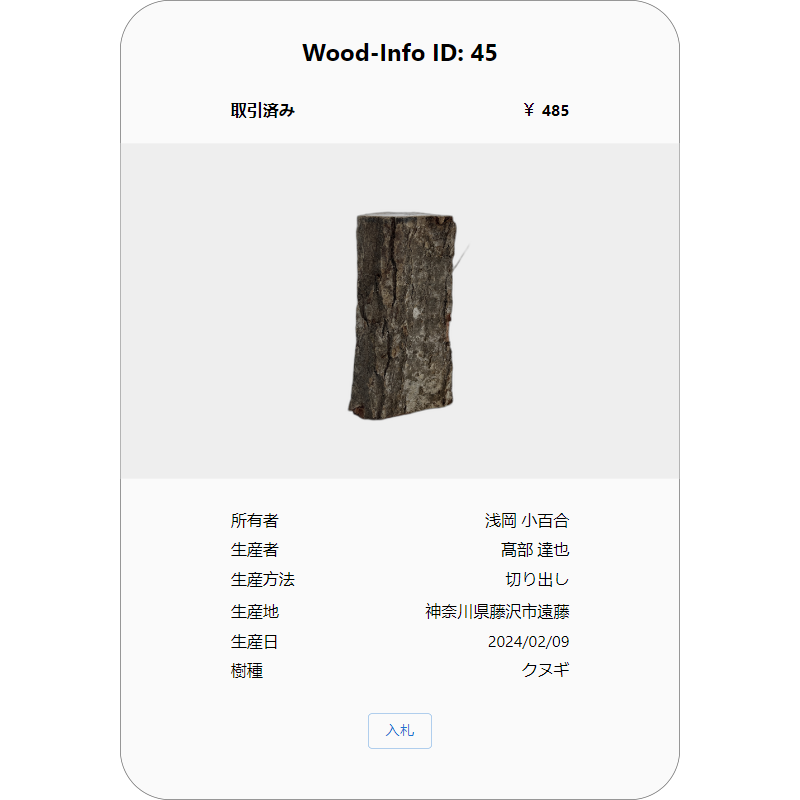 Wood-Info ID: 45
取引済み ￥ 485
所有者 浅岡 小百合
生産者 髙部 達也
生産方法 切り出し
生産地 神奈川県藤沢市遠藤
生産日 2024/02/09
樹種 クヌギ
入札